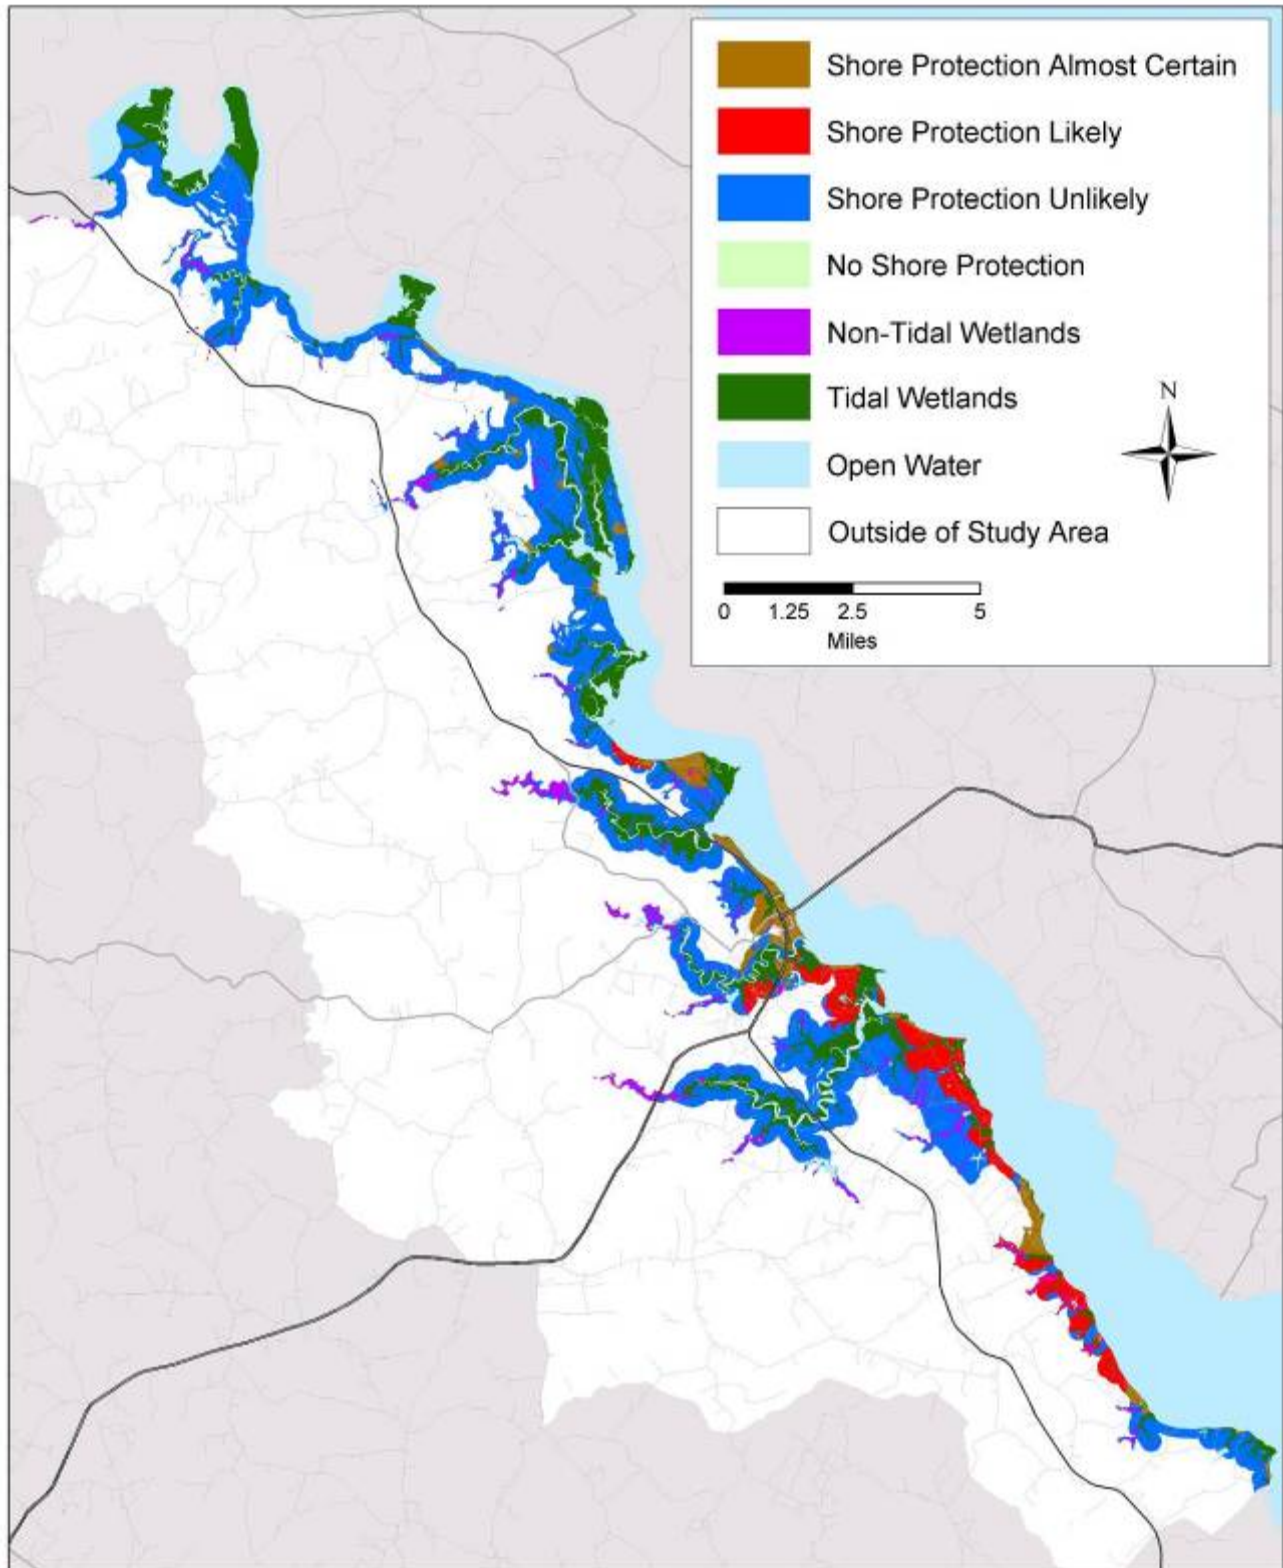 Shore Protection Almost Certain
Shore Protection Likely
Shore Protection Unlikely
No Shore Protection
Non-Tidal Wetlands
N
Tidal Wetlands
Open Water
Outside of Study Area
0 1.25 2.5 5
Miles